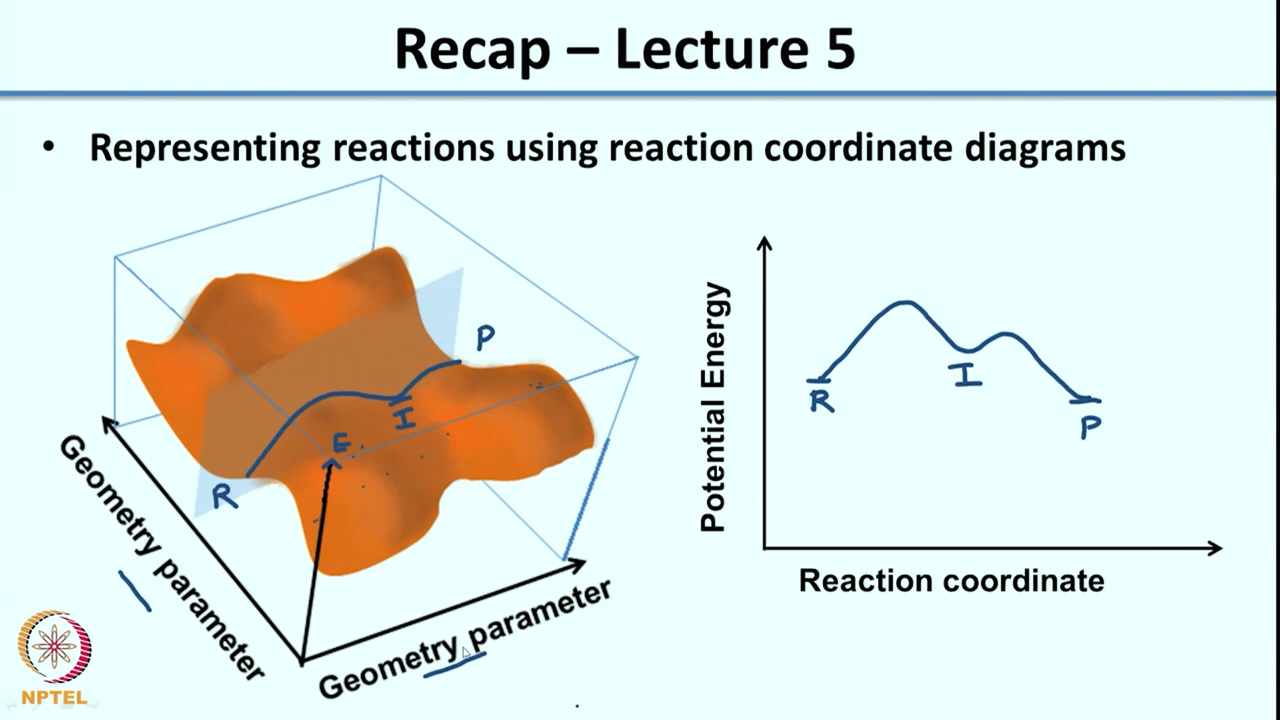 Recap – Lecture 5
• Representing reactions using reaction coordinate diagrams
P
I
E
R
Geometry parameter
Geometry parameter
Potential Energy
R
I
P
Reaction coordinate
NPTEL